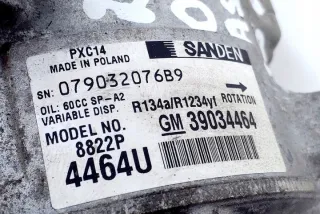 PXC14
MADE IN POLAND
SANDEN
SN: 079032076B9
OIL: 60CC SP-A2
VARIABLE DISP.
R134a/R1234yf ROTATION
MODEL NO.
8822P
GM 39034464
4464U